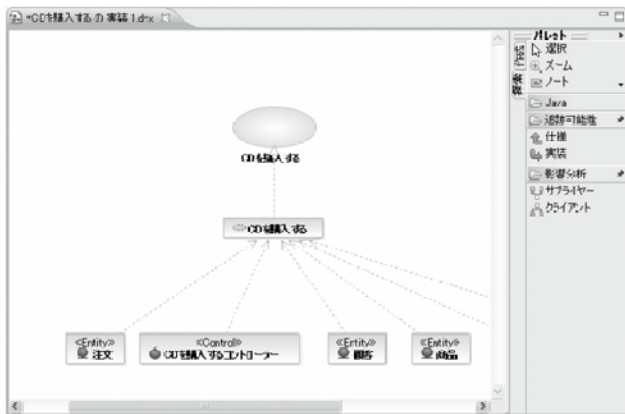 *CDを購入するの実装 1.dnx
CDを購入する
CDを購入する
«Entity»
注文
«Control»
CDを購入するコントローラー
«Entity»
顧客
«Entity»
商品
パレット
選択
ズーム
ノート
Java
追跡可能性
仕様
実装
影響分析
サプライヤー
クライアント
作成
探索